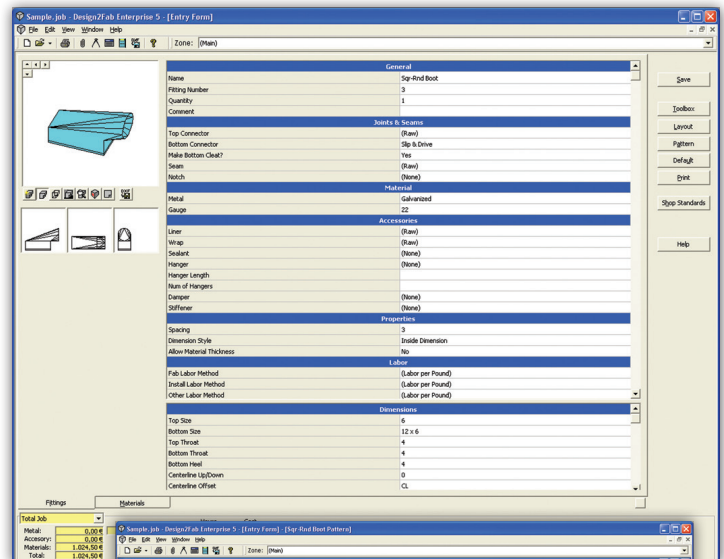 Sample.job - Design2Fab Enterprise 5 - [Entry Form]
File Edit View Window Help
Zone: (Main)
General
Name Sqr-Rnd Boot
Fitting Number 3
Quantity 1
Comment
Joints & Seams
Top Connector (Raw)
Bottom Connector Slip & Drive
Make Bottom Cleat? Yes
Seam (Raw)
Notch (None)
Material
Metal Galvanized
Gauge 22
Accessories
Liner (Raw)
Wrap (Raw)
Sealant (None)
Hanger (None)
Hanger Length
Num of Hangers
Damper (None)
Stiffener (None)
Properties
Spacing 3
Dimension Style Inside Dimension
Allow Material Thickness No
Labor
Fab Labor Method (Labor per Pound)
Install Labor Method (Labor per Pound)
Other Labor Method (Labor per Pound)
Dimensions
Top Size 6
Bottom Size 12 x 6
Top Throat 4
Bottom Throat 4
Bottom Heel 4
Centerline Up/Down 0
Centerline Offset CL
Save
Toolbox
Layout
Pattern
Default
Print
Shop Standards
Help
Fittings Materials
Total Job
Metal: 0,00 €
Accesory: 0,00 €
Materials: 1.024,50 €
Total: 1.024,50 €
Sample.job - Design2Fab Enterprise 5 - [Entry Form] - [Sqr-Rnd Boot Pattern]
File Edit View Window Help
Zone: (Main)